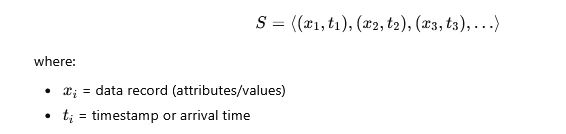 S = ⟨(x₁, t₁), (x₂, t₂), (x₃, t₃), …⟩
where:
• xᵢ = data record (attributes/values)
• tᵢ = timestamp or arrival time